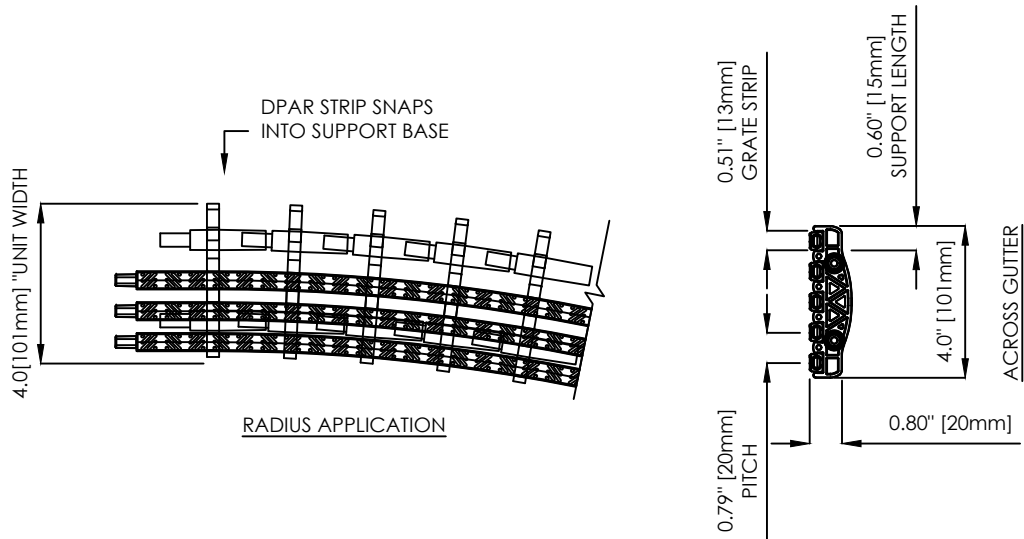 DPAR STRIP SNAPS
INTO SUPPORT BASE
4.0[101mm] "UNIT WIDTH
RADIUS APPLICATION
0.51" [13mm]
GRATE STRIP
0.60" [15mm]
SUPPORT LENGTH
4.0" [101mm]
ACROSS GUTTER
0.80" [20mm]
0.79" [20mm]
PITCH